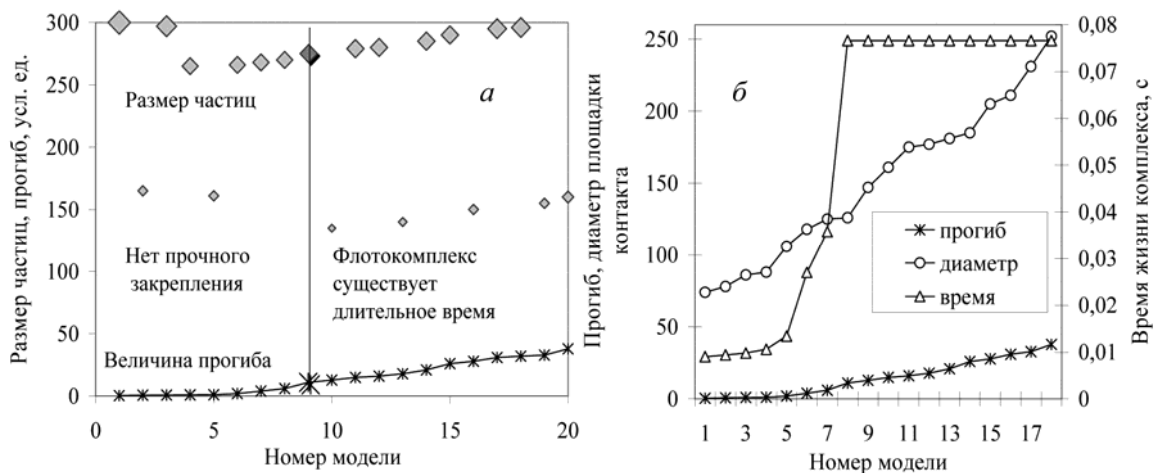 Размер частиц, прогиб, усл. ед.
300
250
200
150
100
50
0
а
Размер частиц
Нет прочного
закрепления
Флотокомплекс
существует
длительное время
Величина прогиба
0 5 10 15 20
Номер модели
Прогиб, диаметр площадки
контакта
250
200
150
100
50
0
б
прогиб
диаметр
время
0,08
0,07
0,06
0,05
0,04
0,03
0,02
0,01
0
Время жизни комплекса, с
1 3 5 7 9 11 13 15 17
Номер модели